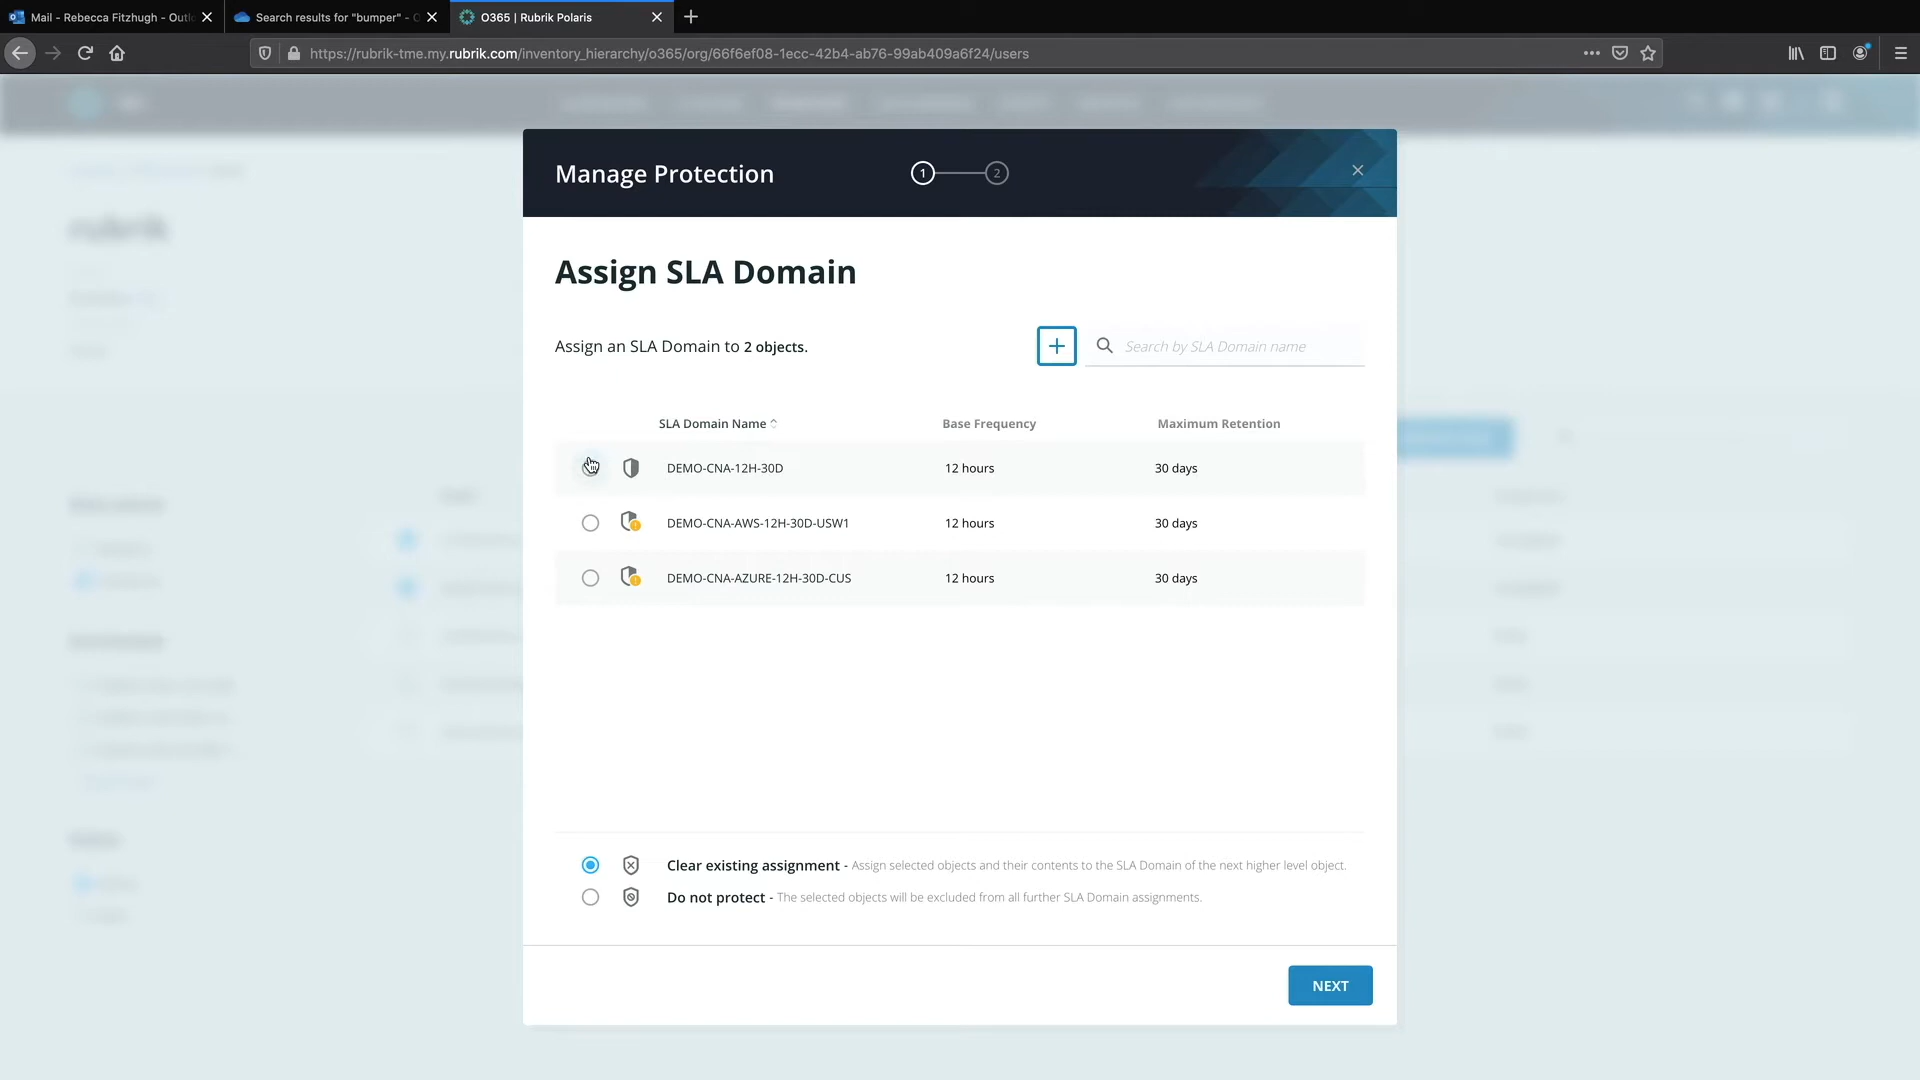 Mail - Rebecca Fitzhugh - Outl
Search results for "bumper" - O
O365 | Rubrik Polaris
https://rubrik-tme.my.rubrik.com/inventory_hierarchy/o365/org/66f6ef08-1ecc-42b4-ab76-99ab409a6f24/users
Manage Protection
1 2
rubrik
Assign SLA Domain
Assign an SLA Domain to 2 objects.
Search by SLA Domain name
SLA Domain Name Base Frequency Maximum Retention
DEMO-CNA-12H-30D 12 hours 30 days
DEMO-CNA-AWS-12H-30D-USW1 12 hours 30 days
DEMO-CNA-AZURE-12H-30D-CUS 12 hours 30 days
Clear existing assignment - Assign selected objects and their contents to the SLA Domain of the next higher level object.
Do not protect - The selected objects will be excluded from all further SLA Domain assignments.
NEXT